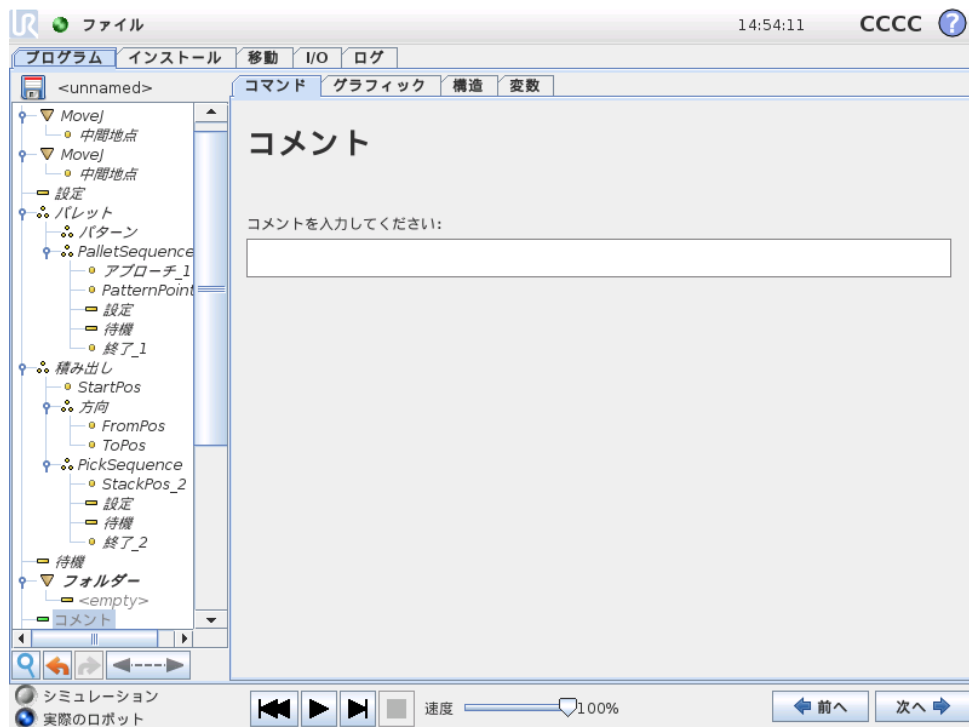 UR ファイル 14:54:11 CCCC ?
プログラム インストール 移動 I/O ログ
<unnamed>
コマンド グラフィック 構造 変数
MoveJ
中間地点
MoveJ
中間地点
設定
パレット
パターン
PalletSequence
アプローチ_1
PatternPoint
設定
待機
終了_1
積み出し
StartPos
方向
FromPos
ToPos
PickSequence
StackPos_2
設定
待機
終了_2
待機
フォルダー
<empty>
コメント
コメント
コメントを入力してください:
シミュレーション
実際のロボット
速度 100%
前へ 次へ